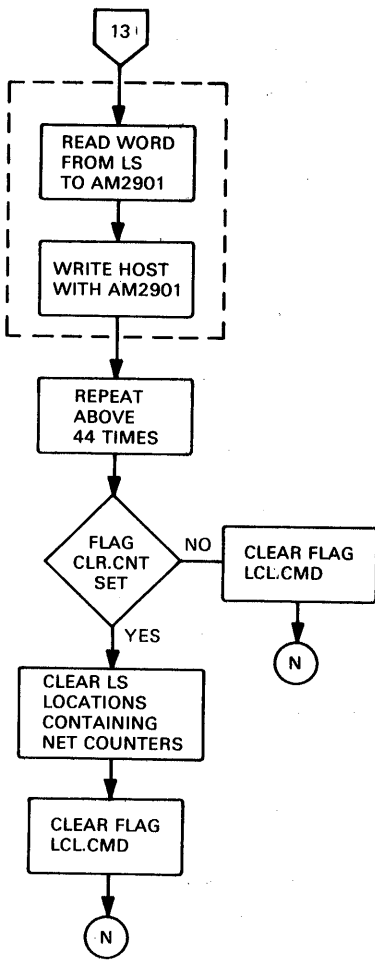 13
READ WORD
FROM LS
TO AM2901
WRITE HOST
WITH AM2901
REPEAT
ABOVE
44 TIMES
FLAG
CLR.CNT
SET
NO
CLEAR FLAG
LCL.CMD
N
YES
CLEAR LS
LOCATIONS
CONTAINING
NET COUNTERS
CLEAR FLAG
LCL.CMD
N